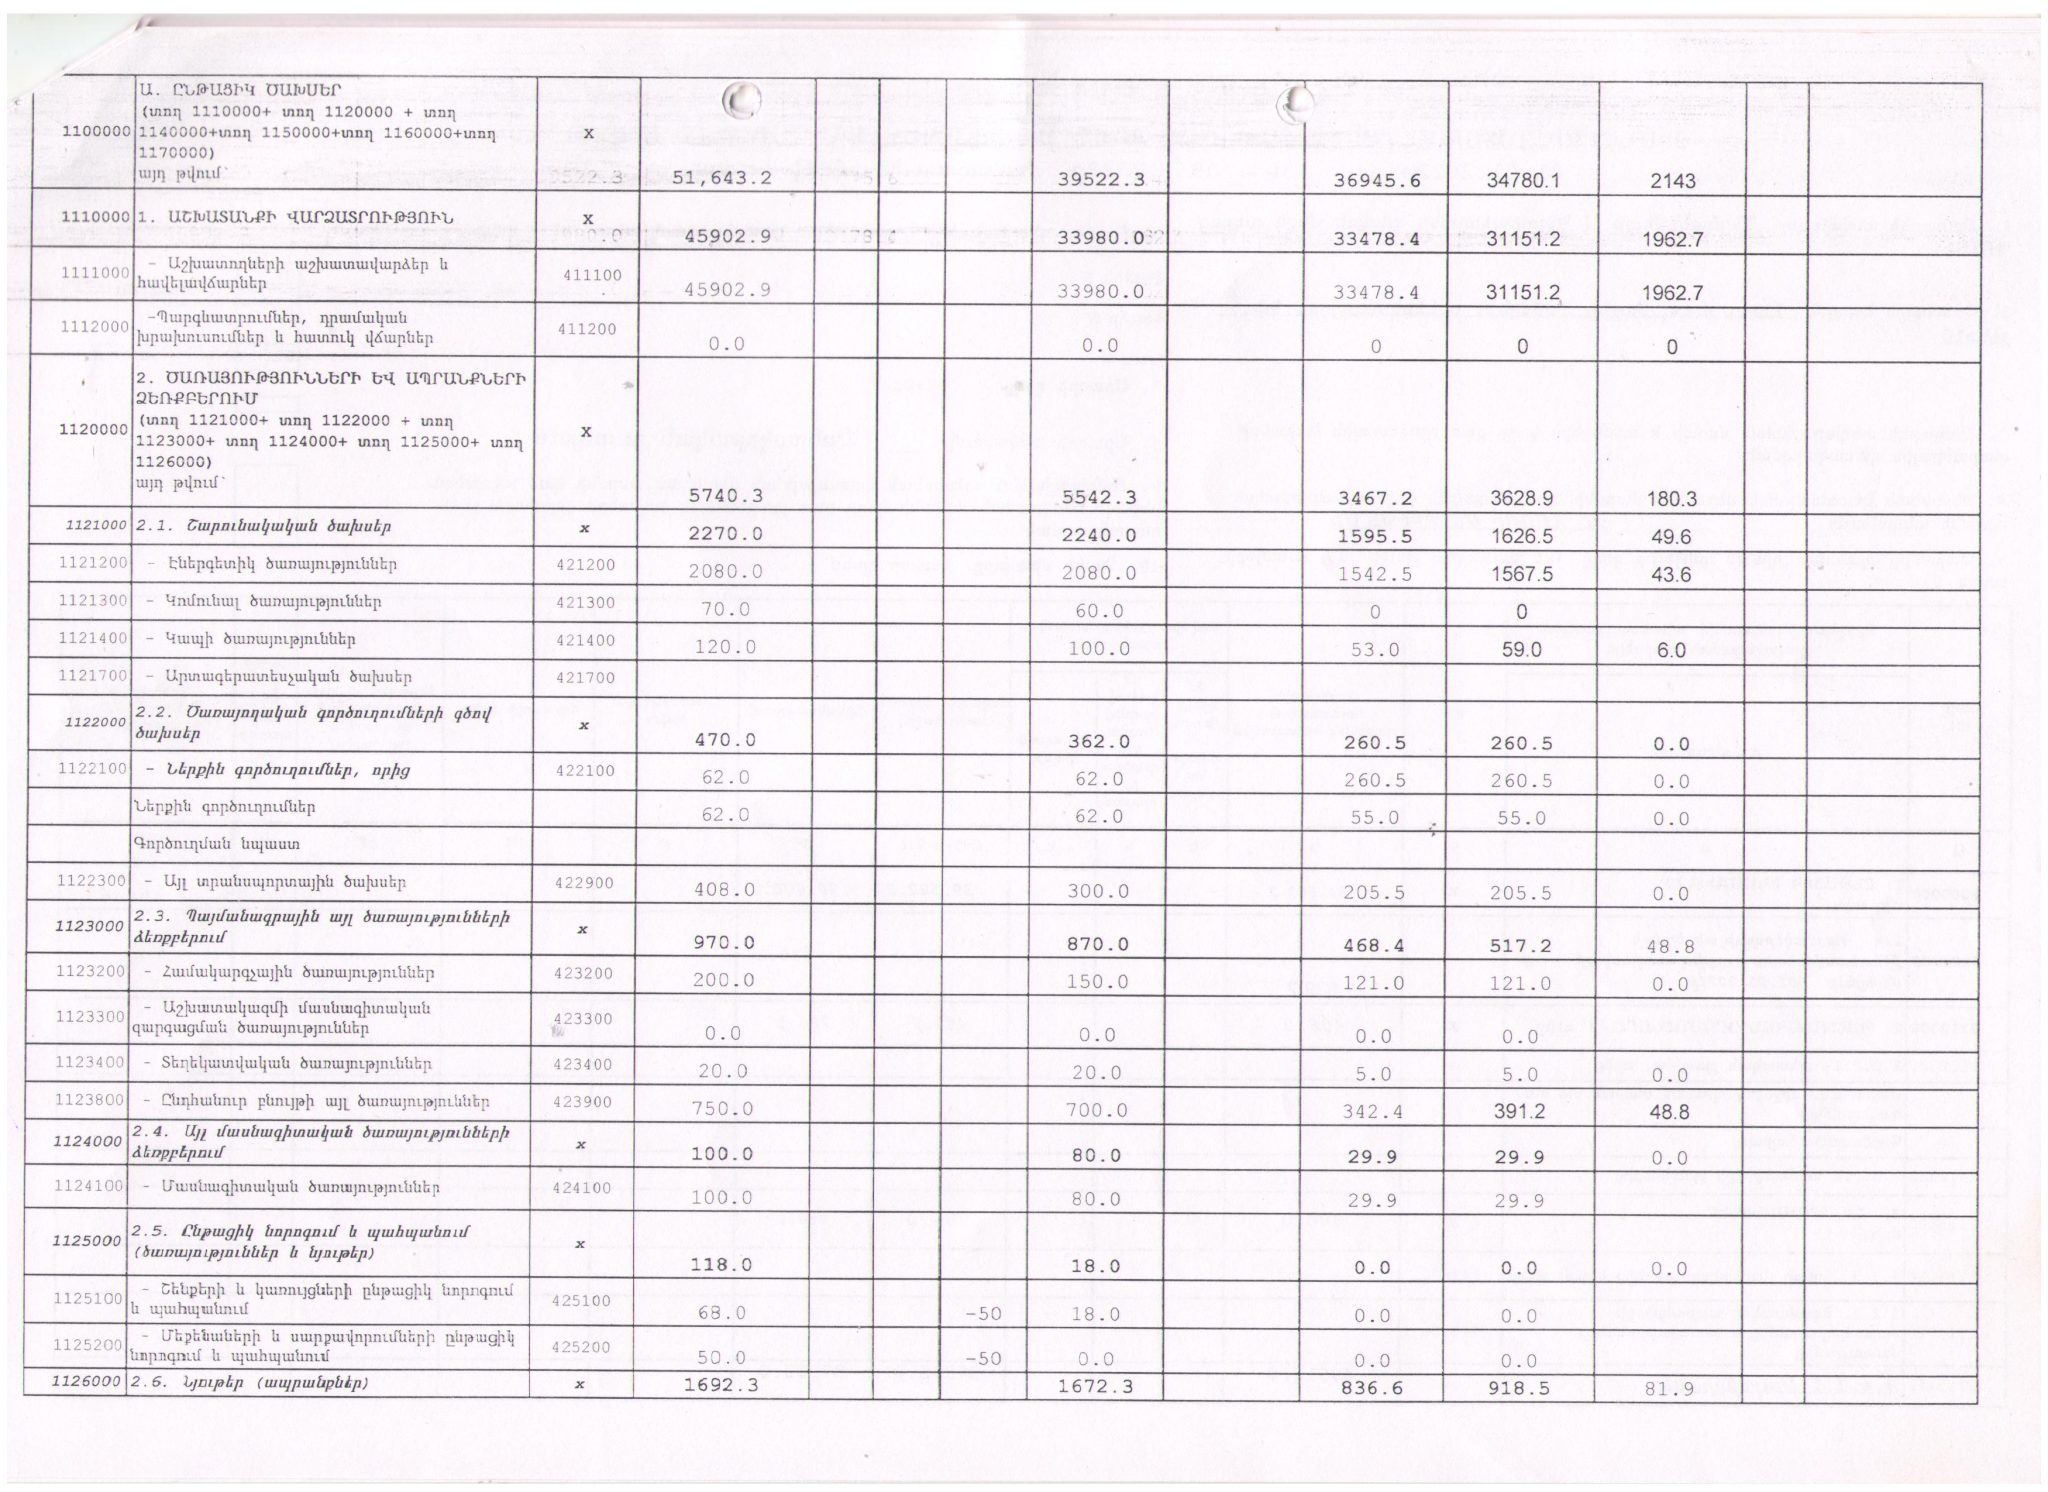 Ա. ԸՆԹԱՑԻԿ ԾԱԽՍԵՐ
(տող 1110000+ տող 1120000 + տող
1100000 1140000+տող 1150000+տող 1160000+տող x
1170000)
այդ թվում` 51,643.2 39522.3 36945.6 34780.1 2143
1110000 1. ԱՇԽԱՏԱՆՔԻ ՎԱՐՁԱՏՐՈՒԹՅՈՒՆ x
45902.9 33980.0 33478.4 31151.2 1962.7
1111000 - Աշխատողների աշխատավարձեր և 411100
հավելավճարներ 45902.9 33980.0 33478.4 31151.2 1962.7
1112000 -Պարգևատրումներ, դրամական 411200
խրախուսումներ և հատուկ վճարներ 0.0 0.0 0 0 0
2. ԾԱՌԱՅՈՒԹՅՈՒՆՆԵՐԻ ԵՎ ԱՊՐԱՆՔՆԵՐԻ
ՁԵՌՔԲԵՐՈՒՄ
1120000 (տող 1121000+ տող 1122000 + տող x
1123000+ տող 1124000+ տող 1125000+ տող
1126000)
այդ թվում` 5740.3 5542.3 3467.2 3628.9 180.3
1121000 2.1. Շարունակական ծախսեր x 2270.0 2240.0 1595.5 1626.5 49.6
1121200 - Էներգետիկ ծառայություններ 421200 2080.0 2080.0 1542.5 1567.5 43.6
1121300 - Կոմունալ ծառայություններ 421300 70.0 60.0 0 0
1121400 - Կապի ծառայություններ 421400 120.0 100.0 53.0 59.0 6.0
1121700 - Արտագերատեսչական ծախսեր 421700
1122000 2.2. Ծառայողական գործուղումների գծով x
ծախսեր 470.0 362.0 260.5 260.5 0.0
1122100 - Ներքին գործուղումներ, որից 422100 62.0 62.0 260.5 260.5 0.0
Ներքին գործուղումներ 62.0 62.0 55.0 55.0 0.0
Գործուղման նպաստ
1122300 - Այլ տրանսպորտային ծախսեր 422900 408.0 300.0 205.5 205.5 0.0
1123000 2.3. Պայմանագրային այլ ծառայությունների x
ձեռքբերում 970.0 870.0 468.4 517.2 48.8
1123200 - Համակարգչային ծառայություններ 423200 200.0 150.0 121.0 121.0 0.0
1123300 - Աշխատակազմի մասնագիտական 423300
զարգացման ծառայություններ 0.0 0.0 0.0 0.0
1123400 - Տեղեկատվական ծառայություններ 423400 20.0 20.0 5.0 5.0 0.0
1123800 - Ընդհանուր բնույթի այլ ծառայություններ 423900 750.0 700.0 342.4 391.2 48.8
1124000 2.4. Այլ մասնագիտական ծառայությունների x
ձեռքբերում 100.0 80.0 29.9 29.9 0.0
1124100 - Մասնագիտական ծառայություններ 424100 100.0 80.0 29.9 29.9
1125000 2.5. Ընթացիկ նորոգում և պահպանում x
(ծառայություններ և նյութեր) 118.0 18.0 0.0 0.0 0.0
1125100 - Շենքերի և կառույցների ընթացիկ նորոգում 425100
և պահպանում 68.0 -50 18.0 0.0 0.0
1125200 - Մեքենաների և սարքավորումների ընթացիկ 425200
նորոգում և պահպանում 50.0 -50 0.0 0.0 0.0
1126000 2.6. Նյութեր (ապրանքներ) x 1692.3 1672.3 836.6 918.5 81.9